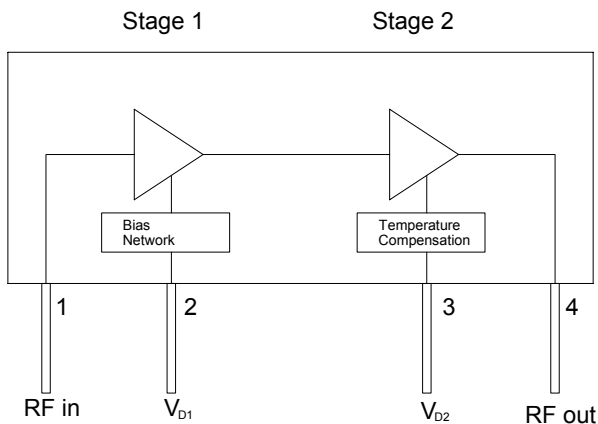 Stage 1 Stage 2
Bias
Network
Temperature
Compensation
1 2 3 4
RF in VD1 VD2 RF out